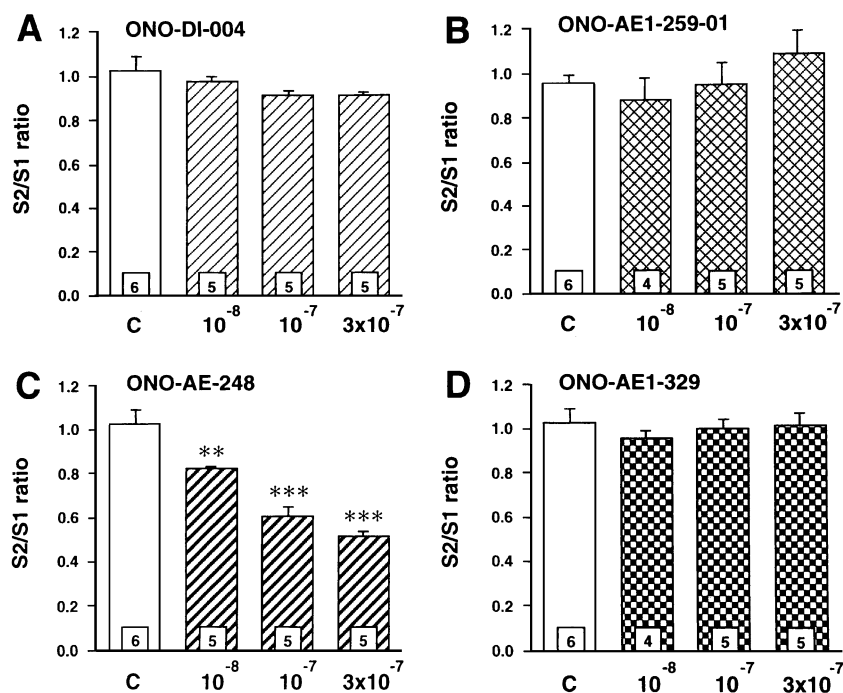 A
ONO-DI-004
S2/S1 ratio
1.2
1.0
0.8
0.6
0.4
0.2
0.0
6 5 5 5
C 10⁻⁸ 10⁻⁷ 3x10⁻⁷
B
ONO-AE1-259-01
S2/S1 ratio
1.2
1.0
0.8
0.6
0.4
0.2
0.0
6 4 5 5
C 10⁻⁸ 10⁻⁷ 3x10⁻⁷
C
ONO-AE-248
S2/S1 ratio
1.2
1.0
0.8
0.6
0.4
0.2
0.0
**
***
***
6 5 5 5
C 10⁻⁸ 10⁻⁷ 3x10⁻⁷
D
ONO-AE1-329
S2/S1 ratio
1.2
1.0
0.8
0.6
0.4
0.2
0.0
6 4 5 5
C 10⁻⁸ 10⁻⁷ 3x10⁻⁷